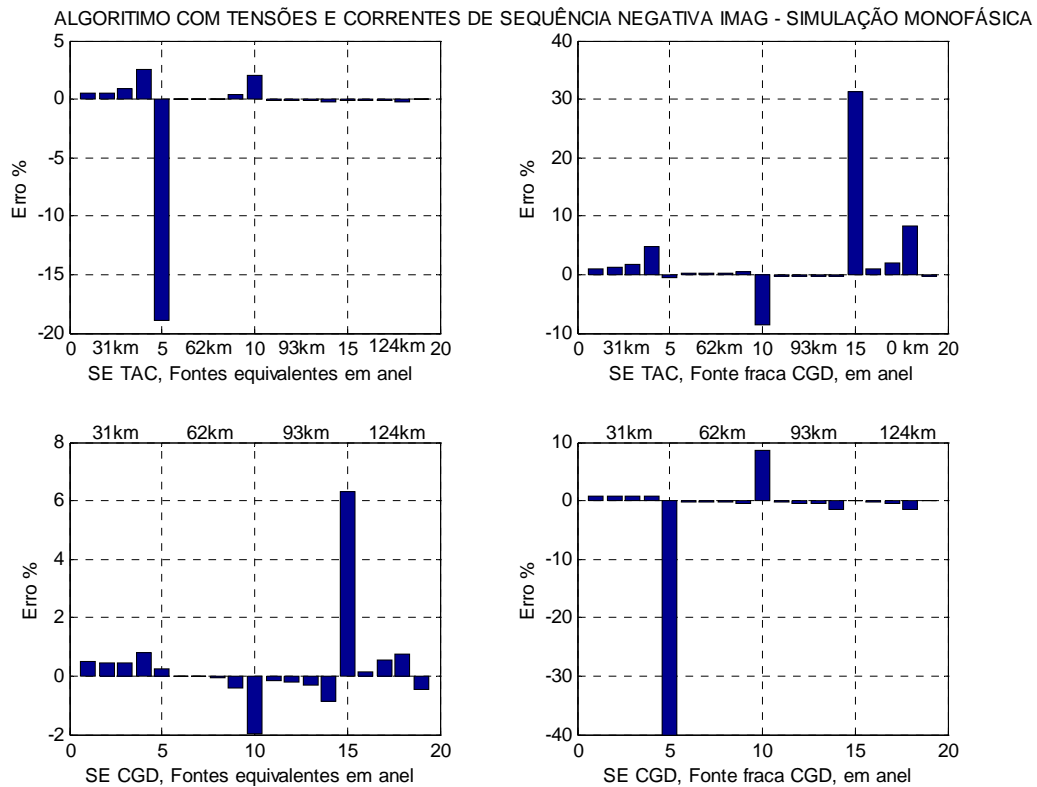 ALGORITIMO COM TENSÕES E CORRENTES DE SEQUÊNCIA NEGATIVA IMAG - SIMULAÇÃO MONOFÁSICA
5
0
-5
-10
-15
-20
Erro %
0 5 10 15 20
31km 62km 93km 124km
SE TAC, Fontes equivalentes em anel
40
30
20
10
0
-10
Erro %
0 5 10 15 20
31km 62km 93km 0 km
SE TAC, Fonte fraca CGD, em anel
31km 62km 93km 124km
8
6
4
2
0
-2
Erro %
0 5 10 15 20
SE CGD, Fontes equivalentes em anel
31km 62km 93km 124km
10
0
-10
-20
-30
-40
Erro %
0 5 10 15 20
SE CGD, Fonte fraca CGD, em anel